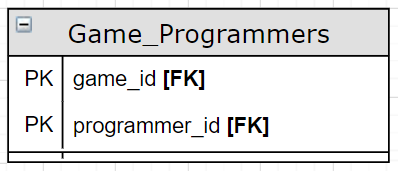 Game_Programmers
PK game_id [FK]
PK programmer_id [FK]